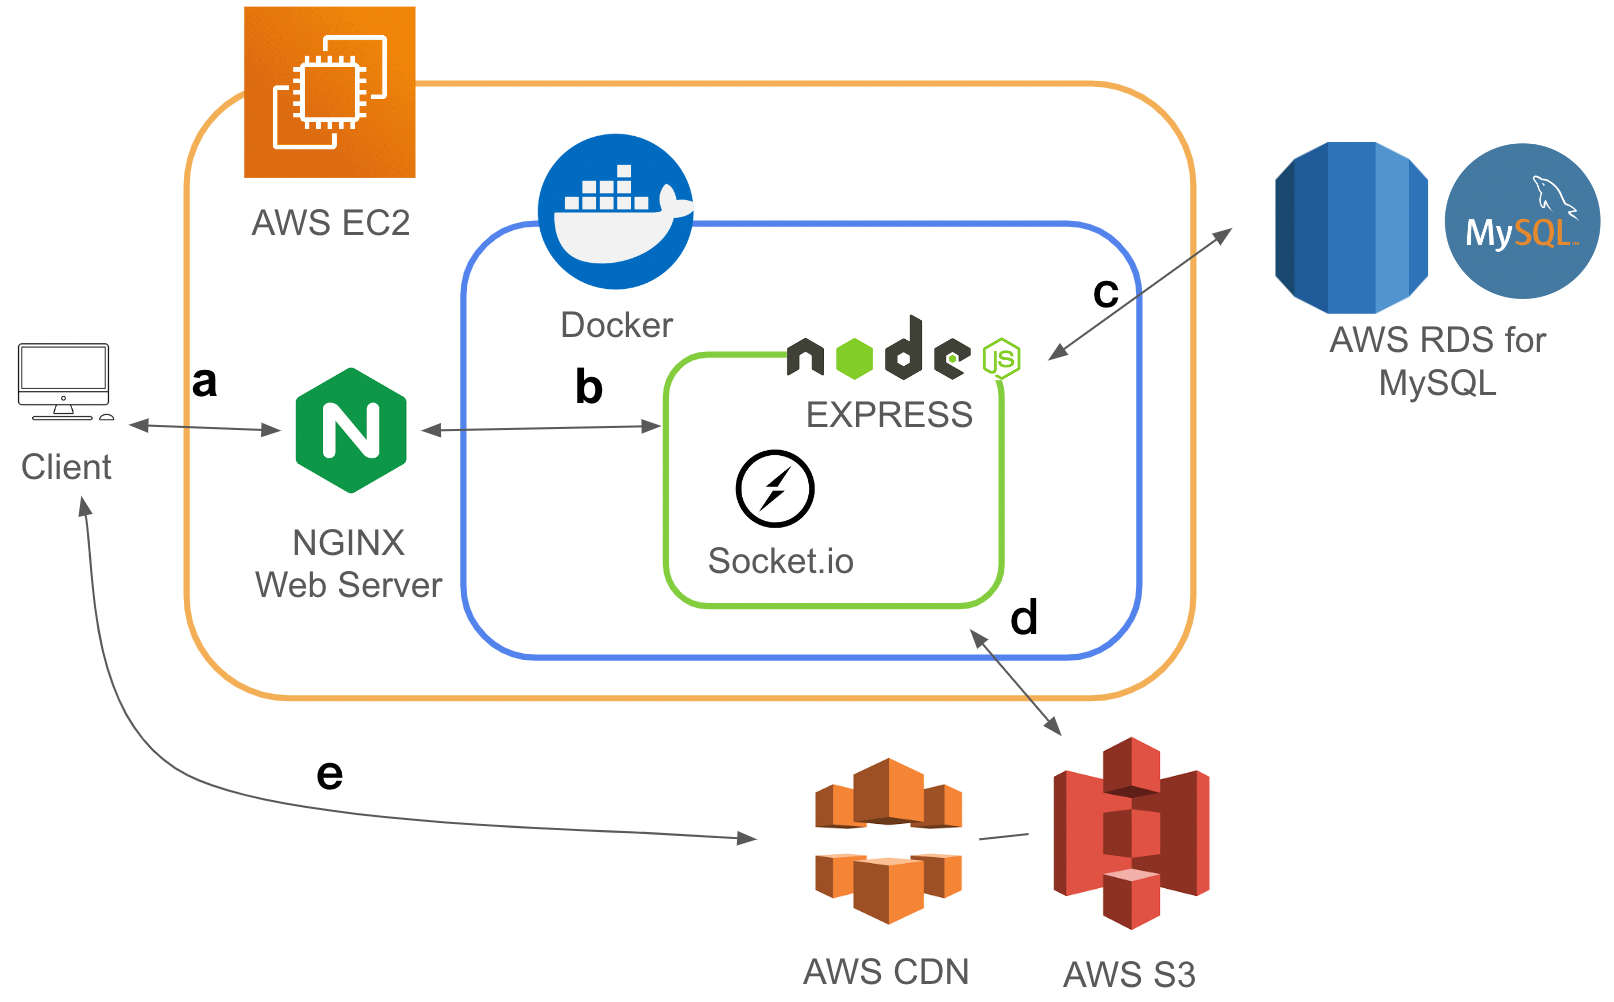 AWS EC2
Docker
node
JS
EXPRESS
Socket.io
a
b
c
d
e
Client
N
NGINX
Web Server
MySQL™
AWS RDS for
MySQL
AWS CDN
AWS S3